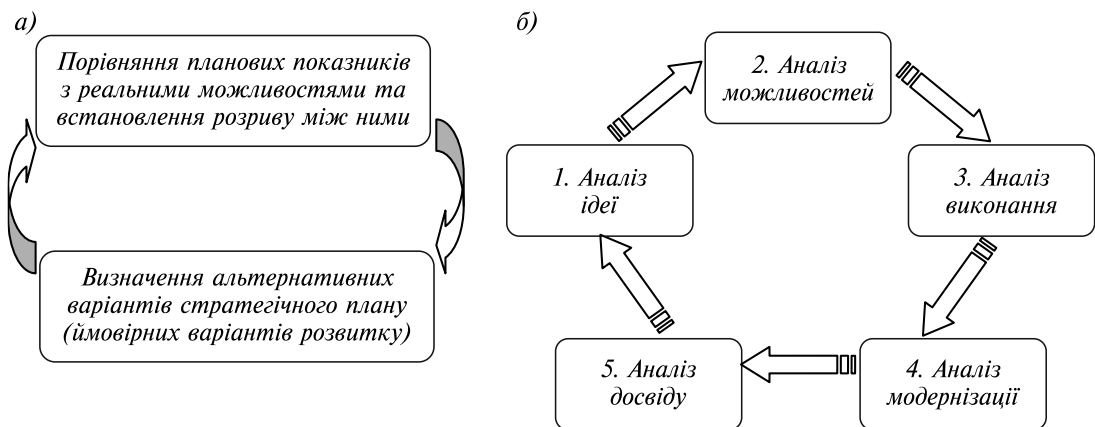 а)
Порівняння планових показників
з реальними можливостями та
встановлення розриву між ними
Визначення альтернативних
варіантів стратегічного плану
(ймовірних варіантів розвитку)
б)
1. Аналіз
ідеї
2. Аналіз
можливостей
3. Аналіз
виконання
4. Аналіз
модернізації
5. Аналіз
досвіду